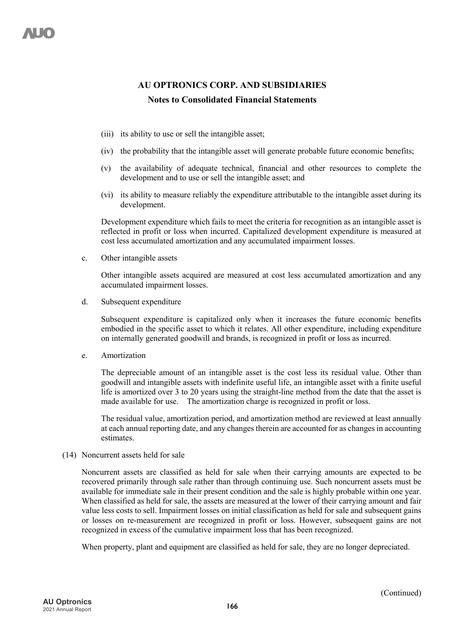 AUO
AU OPTRONICS CORP. AND SUBSIDIARIES
Notes to Consolidated Financial Statements
(iii) its ability to use or sell the intangible asset;
(iv) the probability that the intangible asset will generate probable future economic benefits;
(v) the availability of adequate technical, financial and other resources to complete the
development and to use or sell the intangible asset; and
(vi) its ability to measure reliably the expenditure attributable to the intangible asset during its
development.
Development expenditure which fails to meet the criteria for recognition as an intangible asset is
reflected in profit or loss when incurred. Capitalized development expenditure is measured at
cost less accumulated amortization and any accumulated impairment losses.
c. Other intangible assets
Other intangible assets acquired are measured at cost less accumulated amortization and any
accumulated impairment losses.
d. Subsequent expenditure
Subsequent expenditure is capitalized only when it increases the future economic benefits
embodied in the specific asset to which it relates. All other expenditure, including expenditure
on internally generated goodwill and brands, is recognized in profit or loss as incurred.
e. Amortization
The depreciable amount of an intangible asset is the cost less its residual value. Other than
goodwill and intangible assets with indefinite useful life, an intangible asset with a finite useful
life is amortized over 3 to 20 years using the straight-line method from the date that the asset is
made available for use. The amortization charge is recognized in profit or loss.
The residual value, amortization period, and amortization method are reviewed at least annually
at each annual reporting date, and any changes therein are accounted for as changes in accounting
estimates.
(14) Noncurrent assets held for sale
Noncurrent assets are classified as held for sale when their carrying amounts are expected to be
recovered primarily through sale rather than through continuing use. Such noncurrent assets must be
available for immediate sale in their present condition and the sale is highly probable within one year.
When classified as held for sale, the assets are measured at the lower of their carrying amount and fair
value less costs to sell. Impairment losses on initial classification as held for sale and subsequent gains
or losses on re-measurement are recognized in profit or loss. However, subsequent gains are not
recognized in excess of the cumulative impairment loss that has been recognized.
When property, plant and equipment are classified as held for sale, they are no longer depreciated.
(Continued)
AU Optronics
2021 Annual Report
166